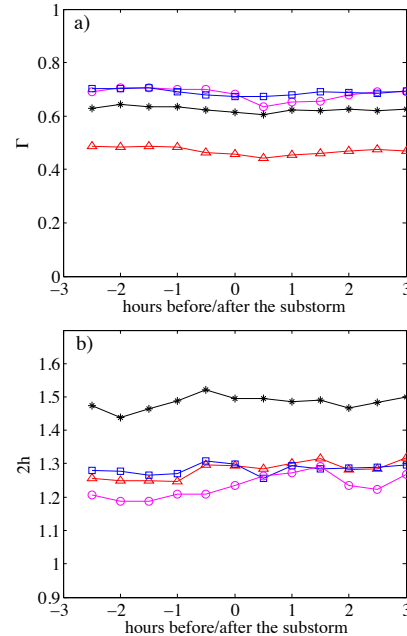 a)
1
0.8
0.6
0.4
0.2
0
Γ
−3 −2 −1 0 1 2 3
hours before/after the substorm
b)
1.7
1.6
1.5
1.4
1.3
1.2
1.1
1
0.9
2h
−3 −2 −1 0 1 2 3
hours before/after the substorm